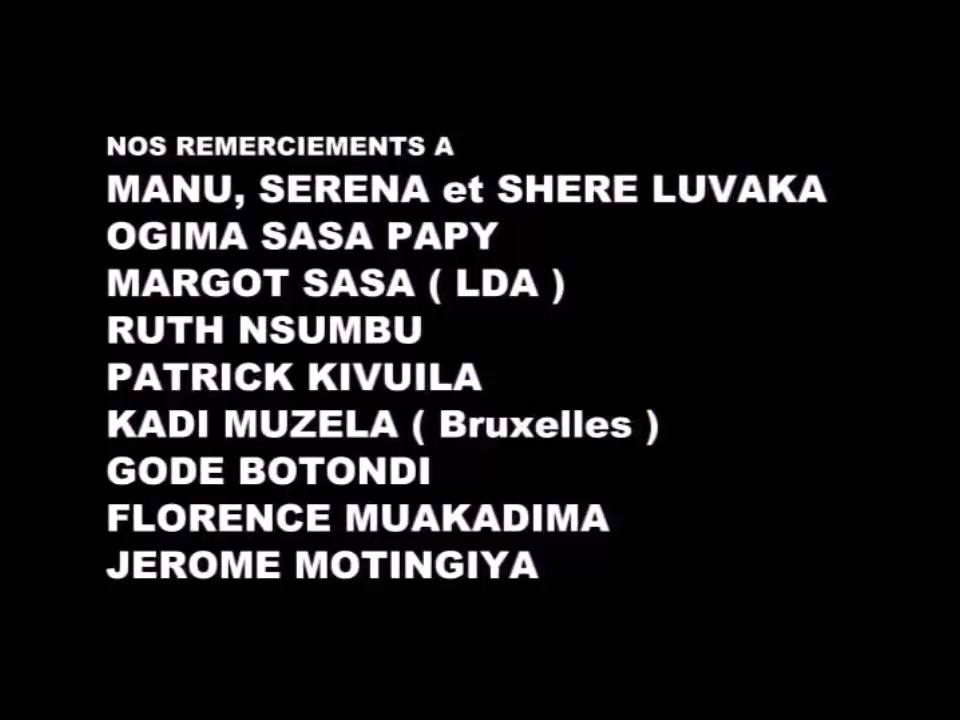 NOS REMERCIEMENTS A
MANU, SERENA et SHERE LUVAKA
OGIMA SASA PAPY
MARGOT SASA ( LDA )
RUTH NSUMBU
PATRICK KIVUILA
KADI MUZELA ( Bruxelles )
GODE BOTONDI
FLORENCE MUAKADIMA
JEROME MOTINGIYA